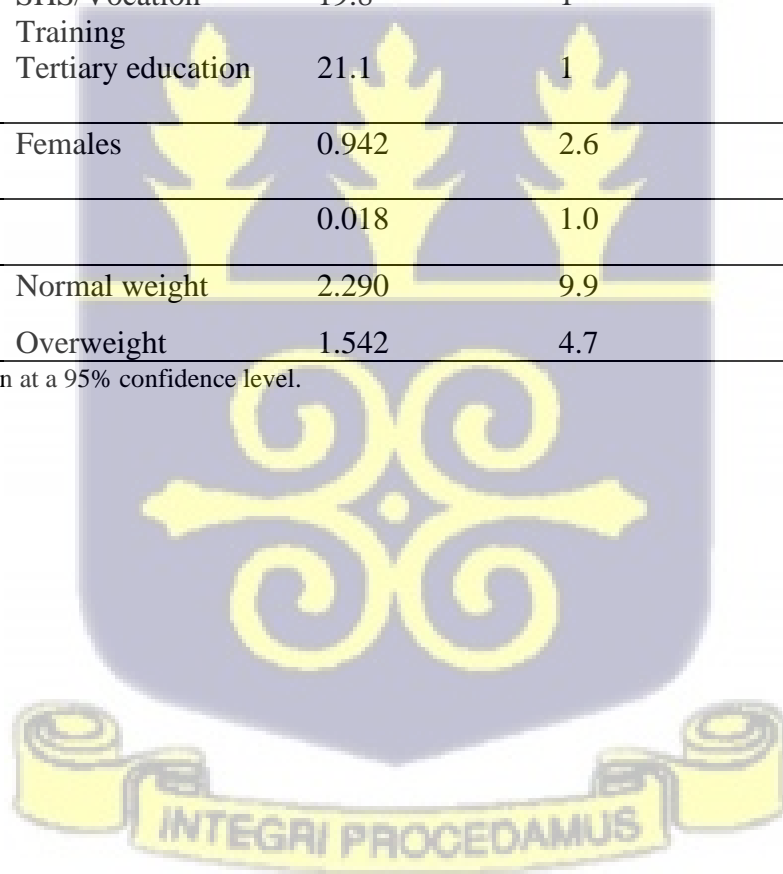 Training
Tertiary education 21.1 1
Females 0.942 2.6
0.018 1.0
Normal weight 2.290 9.9
Overweight 1.542 4.7
n at a 95% confidence level.
INTEGRI PROCEDAMUS